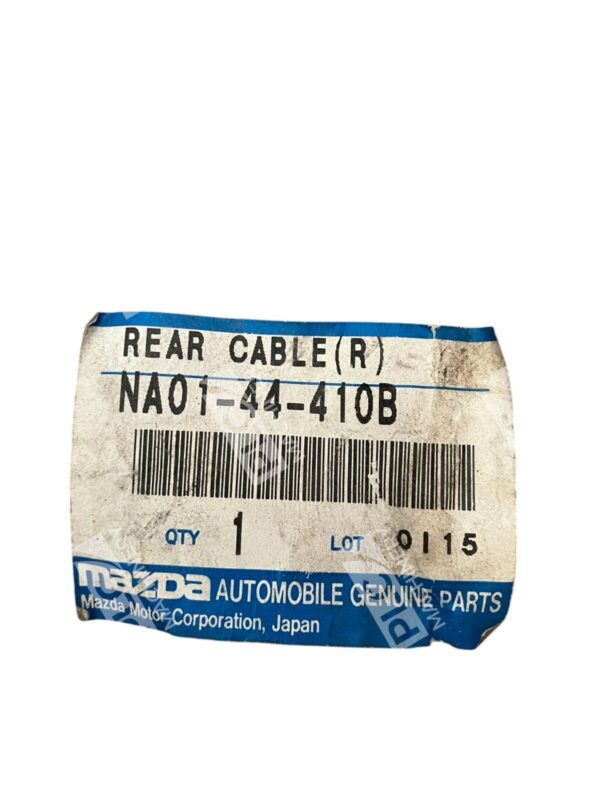 REAR CABLE(R)
NA01-44-410B
QTY 1 LOT 0115
mazda AUTOMOBILE GENUINE PARTS
Mazda Motor Corporation, Japan